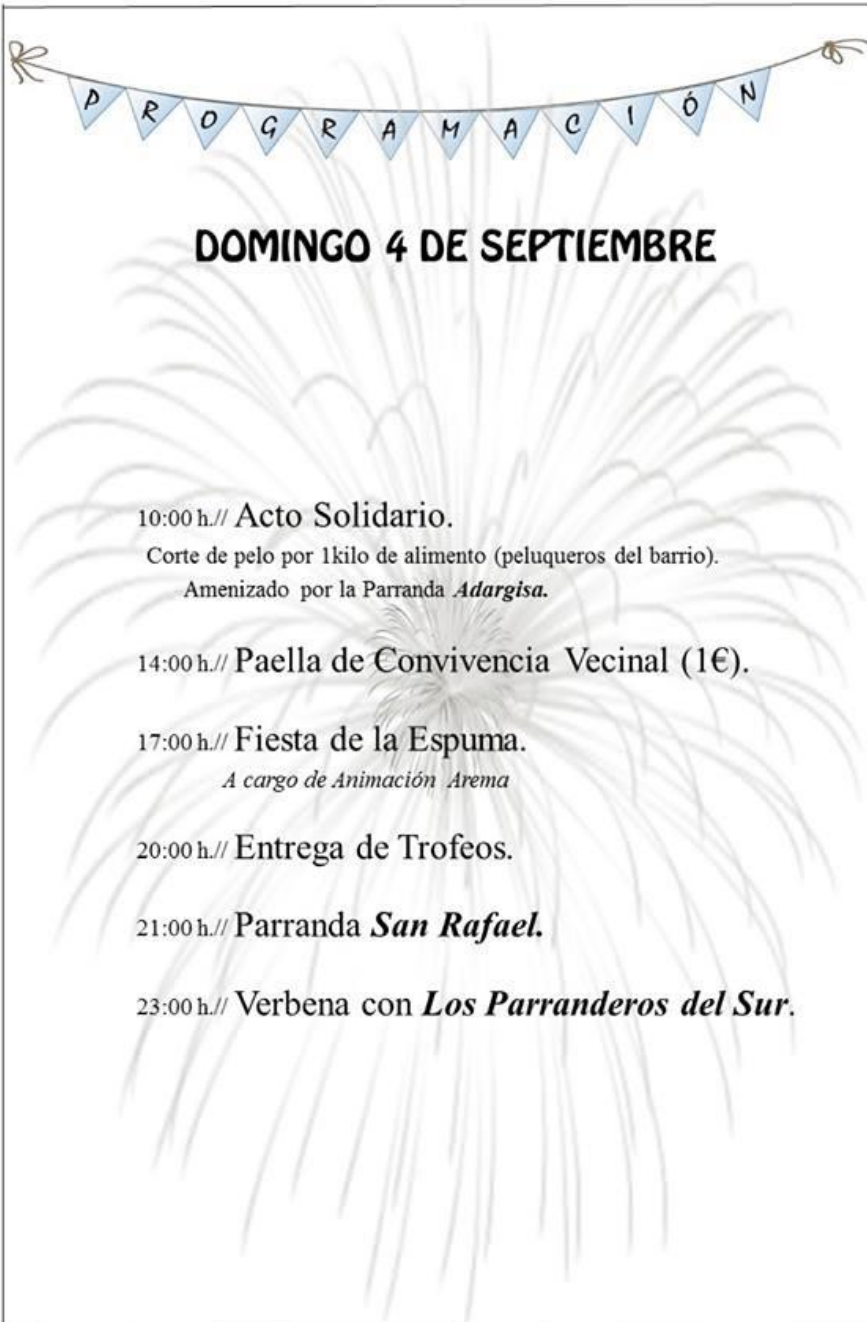 PROGRAMACIÓN
DOMINGO 4 DE SEPTIEMBRE
10:00 h.// Acto Solidario.
Corte de pelo por 1kilo de alimento (peluqueros del barrio).
Amenizado por la Parranda Adargisa.
14:00 h.// Paella de Convivencia Vecinal (1€).
17:00 h.// Fiesta de la Espuma.
A cargo de Animación Arema
20:00 h.// Entrega de Trofeos.
21:00 h.// Parranda San Rafael.
23:00 h.// Verbena con Los Parranderos del Sur.